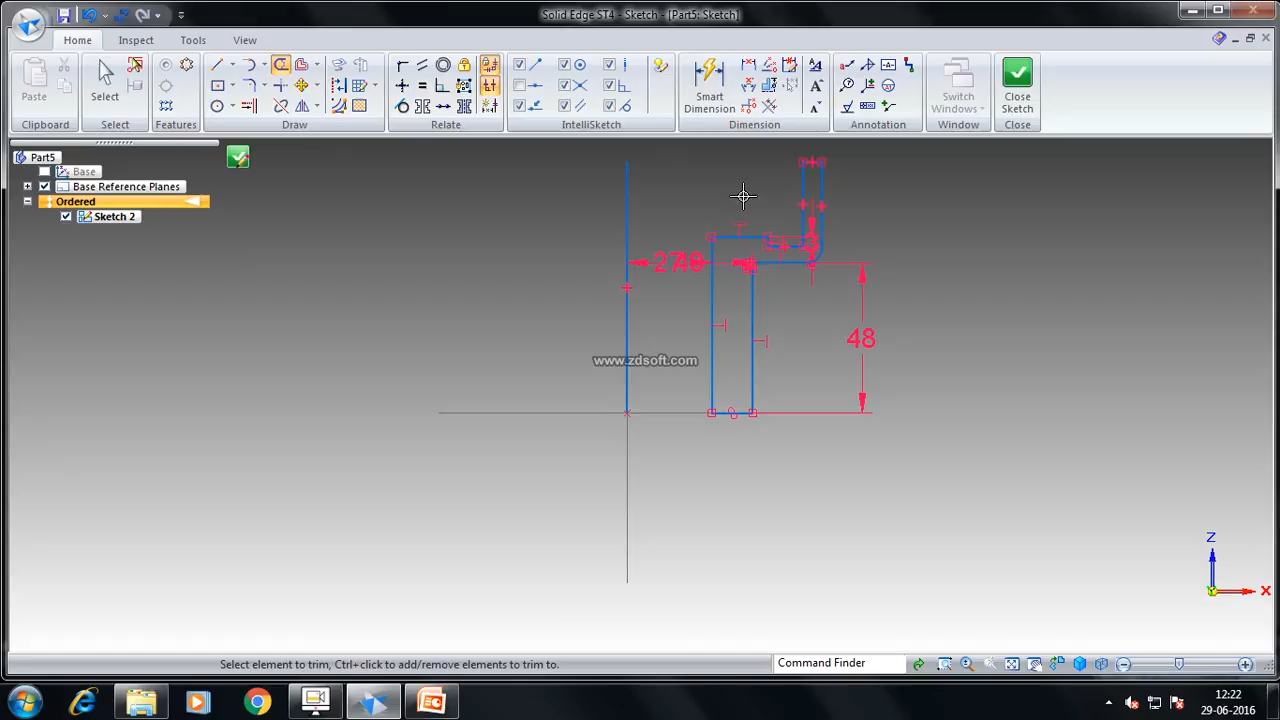 Solid Edge ST4 - Sketch - [Part5: Sketch]
Home
Inspect
Tools
View
Paste
Select
Smart
Dimension
Switch
Windows
Close
Sketch
Clipboard
Select
Features
Draw
Relate
IntelliSketch
Dimension
Annotation
Window
Close
Part5
Base
Base Reference Planes
Ordered
Sketch 2
48
www.zdsoft.com
Z
X
Select element to trim, Ctrl+click to add/remove elements to trim to.
Command Finder
12:22
29-06-2016